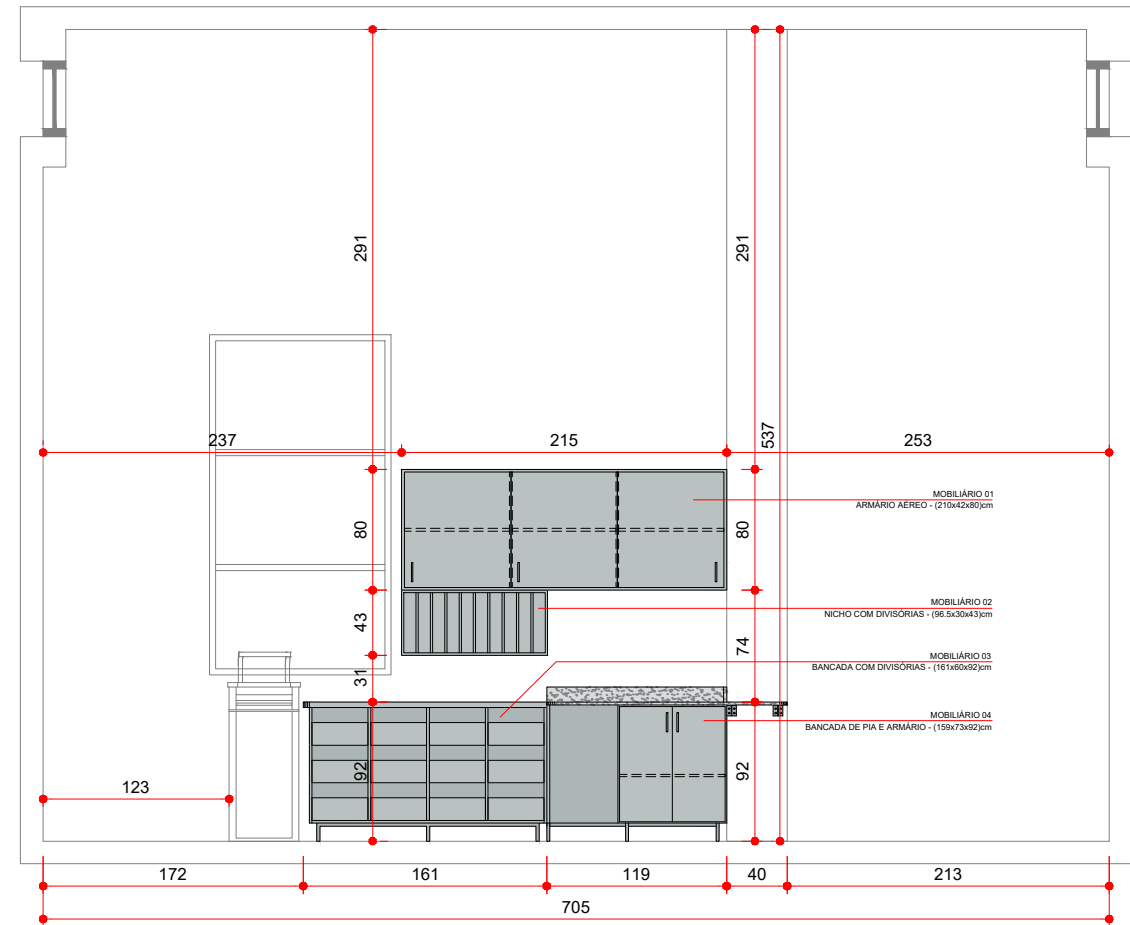 291
291
237
215
537
253
MOBILIÁRIO 01
ARMÁRIO AÉREO - (210x42x80)cm
80
80
MOBILIÁRIO 02
NICHO COM DIVISÓRIAS - (96.5x30x43)cm
43
74
MOBILIÁRIO 03
BANCADA COM DIVISÓRIAS - (161x60x92)cm
31
MOBILIÁRIO 04
BANCADA DE PIA E ARMÁRIO - (159x73x92)cm
92
92
123
172
161
119
40
213
705